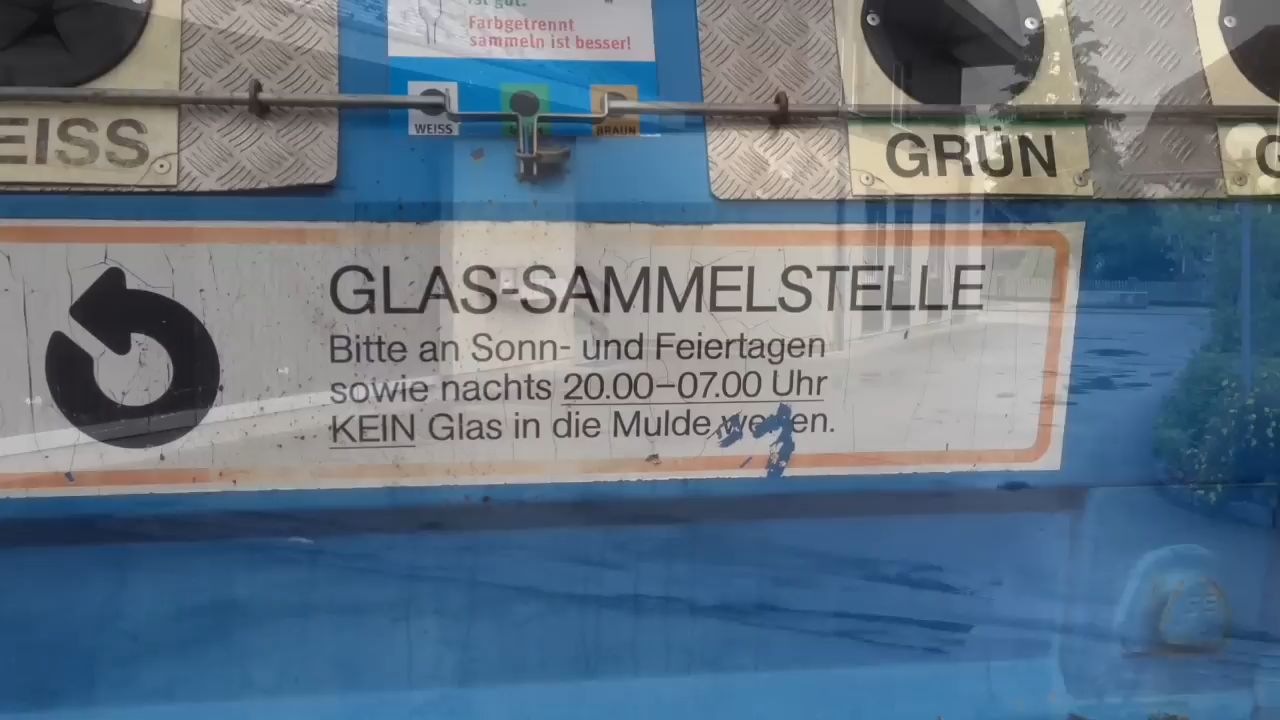 ist gut.
Farbgetrennt
sammeln ist besser!
WEISS
BRAUN
EISS
GRÜN
G
GLAS-SAMMELSTELLE
Bitte an Sonn- und Feiertagen
sowie nachts 20.00–07.00 Uhr
KEIN Glas in die Mulde werfen.